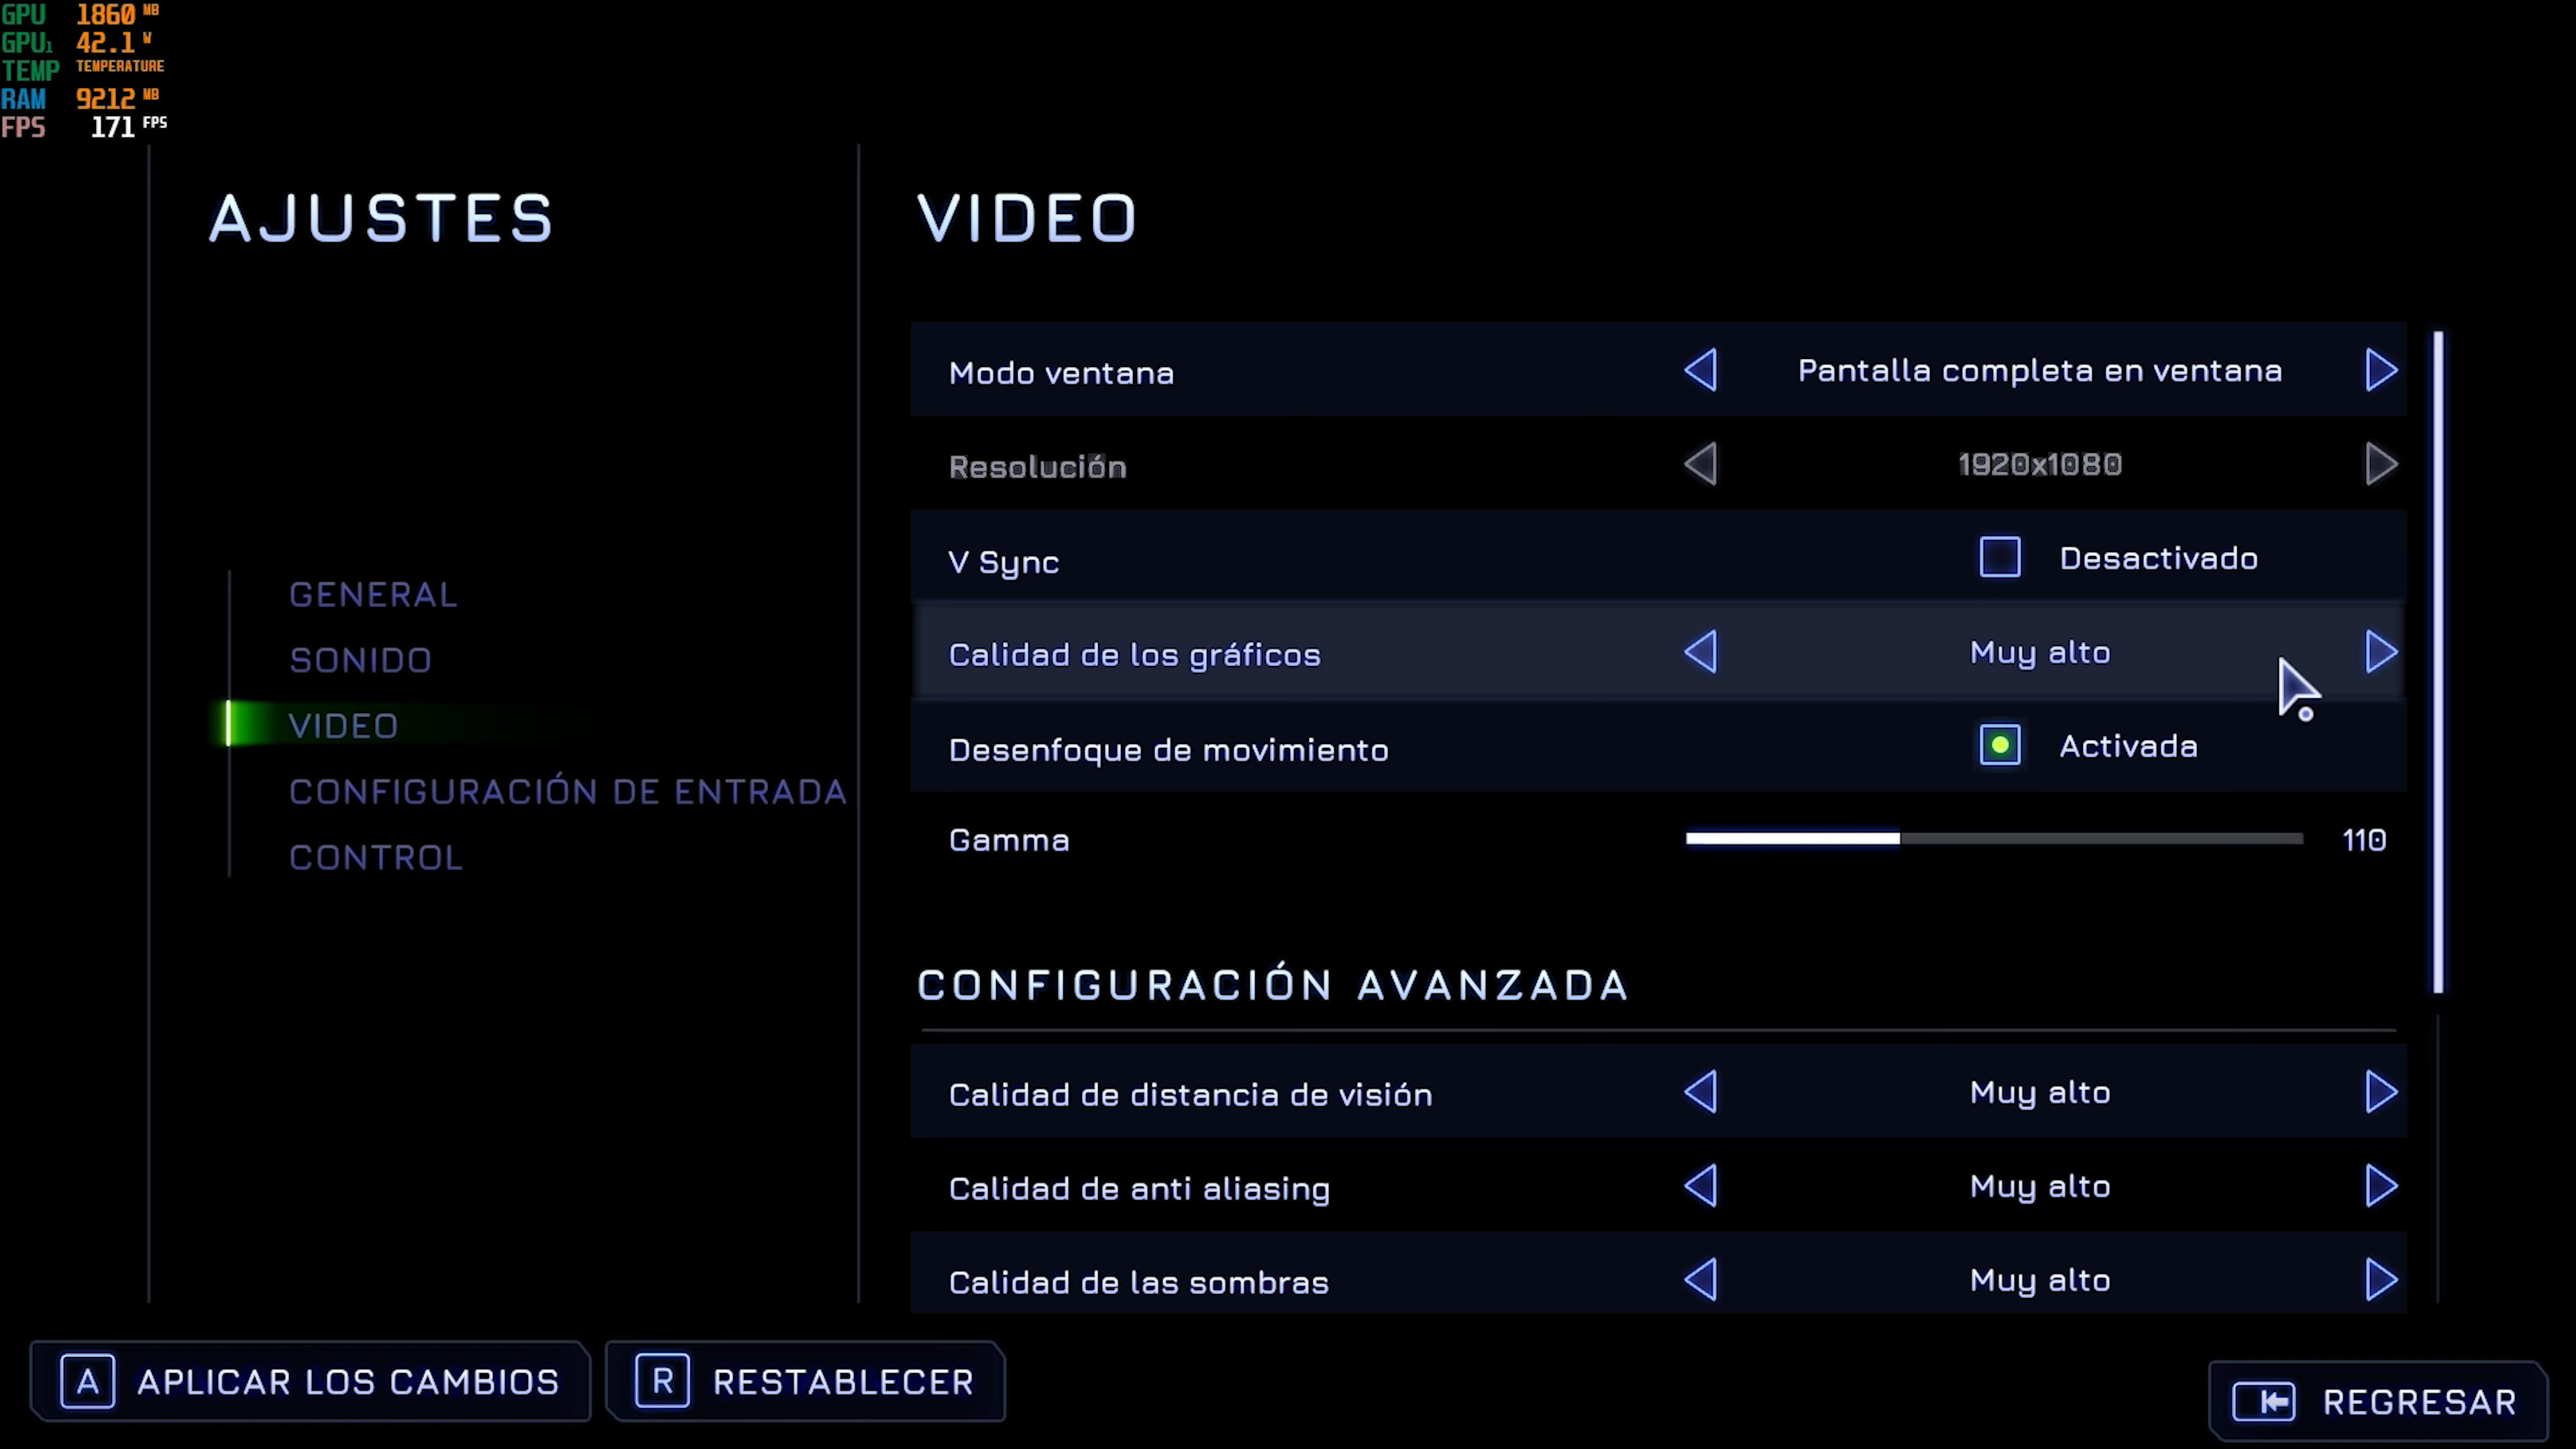 GPU 1860 MB
GPU1 42.1 W
TEMP TEMPERATURE
RAM 9212 MB
FPS 171 FPS
AJUSTES
GENERAL
SONIDO
VIDEO
CONFIGURACIÓN DE ENTRADA
CONTROL
VIDEO
Modo ventana Pantalla completa en ventana
Resolución 1920x1080
V Sync Desactivado
Calidad de los gráficos Muy alto
Desenfoque de movimiento Activada
Gamma 110
CONFIGURACIÓN AVANZADA
Calidad de distancia de visión Muy alto
Calidad de anti aliasing Muy alto
Calidad de las sombras Muy alto
A APLICAR LOS CAMBIOS R RESTABLECER
REGRESAR